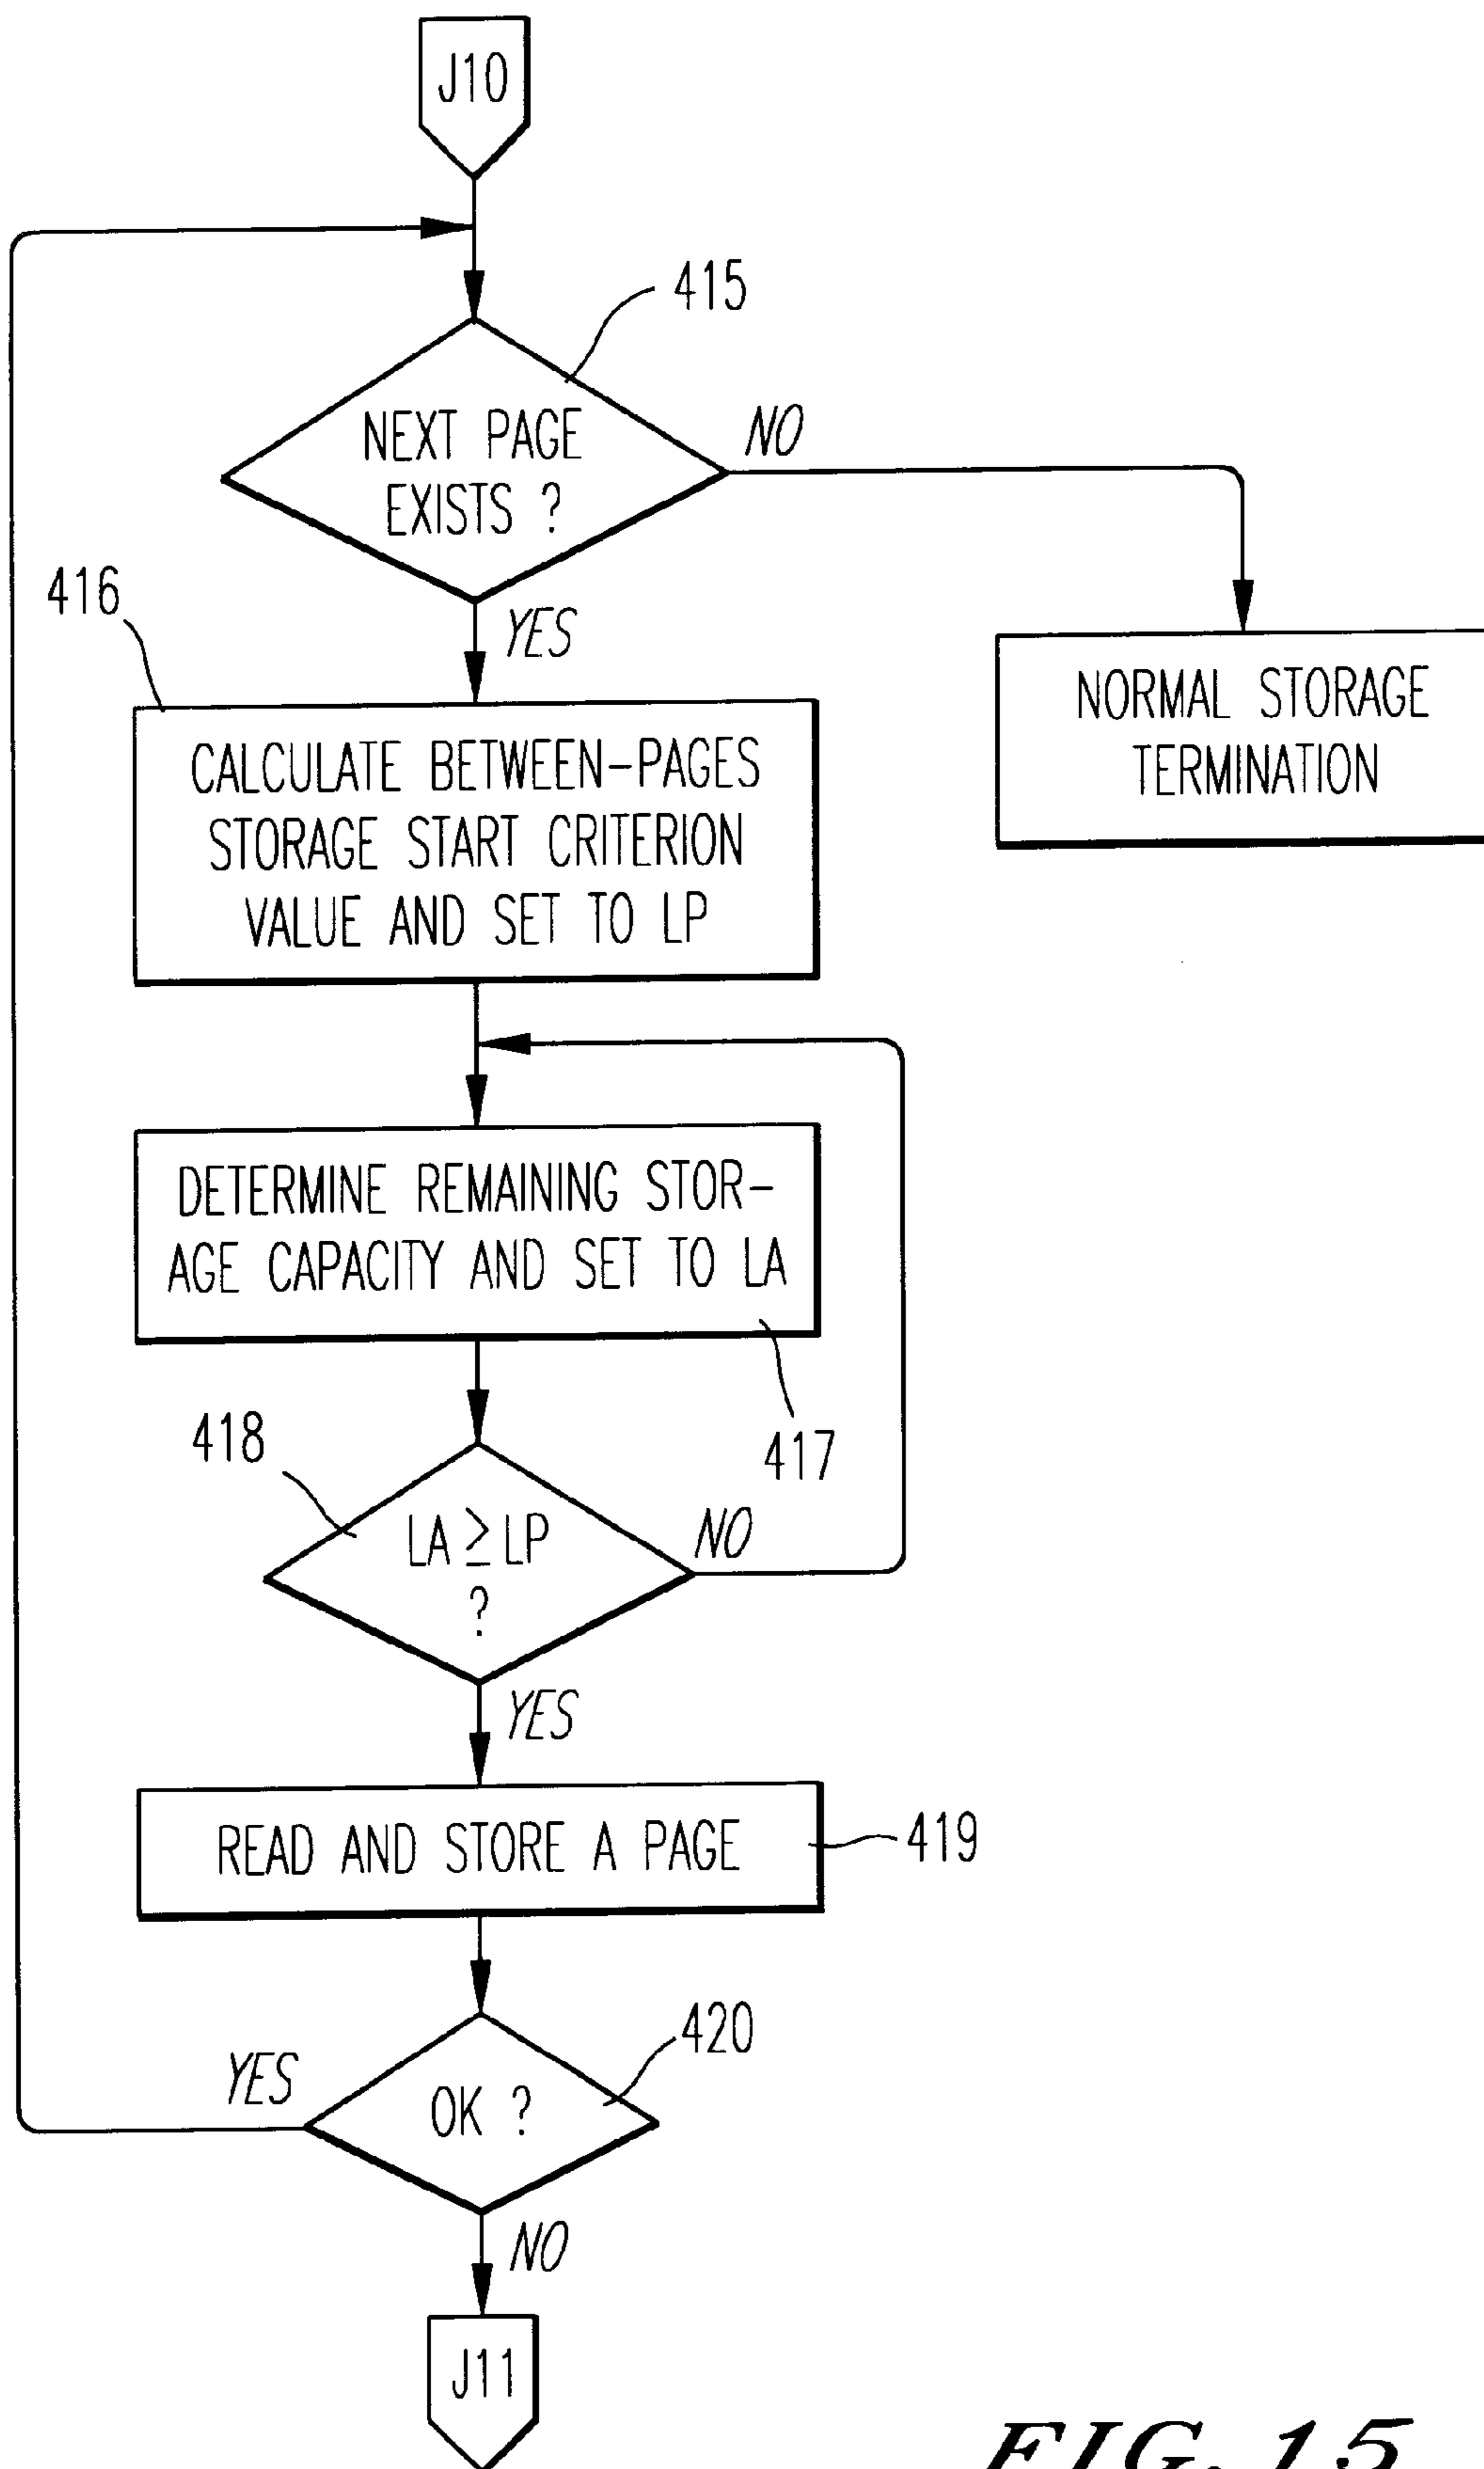 J10
415
NEXT PAGE
EXISTS ?
NO
416
YES
NORMAL STORAGE
TERMINATION
CALCULATE BETWEEN-PAGES
STORAGE START CRITERION
VALUE AND SET TO LP
DETERMINE REMAINING STOR-
AGE CAPACITY AND SET TO LA
417
418
LA ≥ LP
?
NO
YES
READ AND STORE A PAGE
419
420
YES
OK ?
NO
J11
FIG. 15